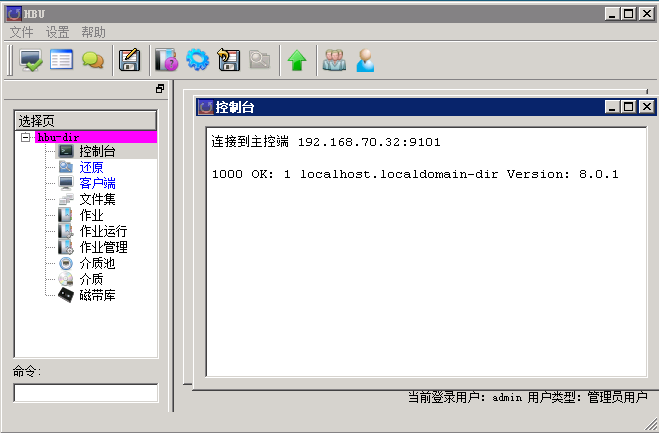 HBU
文件 设置 帮助
选择页
hbu-dir
控制台
还原
客户端
文件集
作业
作业运行
作业管理
介质池
介质
磁带库
命令:
控制台
连接到主控端 192.168.70.32:9101
1000 OK: 1 localhost.localdomain-dir Version: 8.0.1
当前登录用户: admin 用户类型: 管理员用户